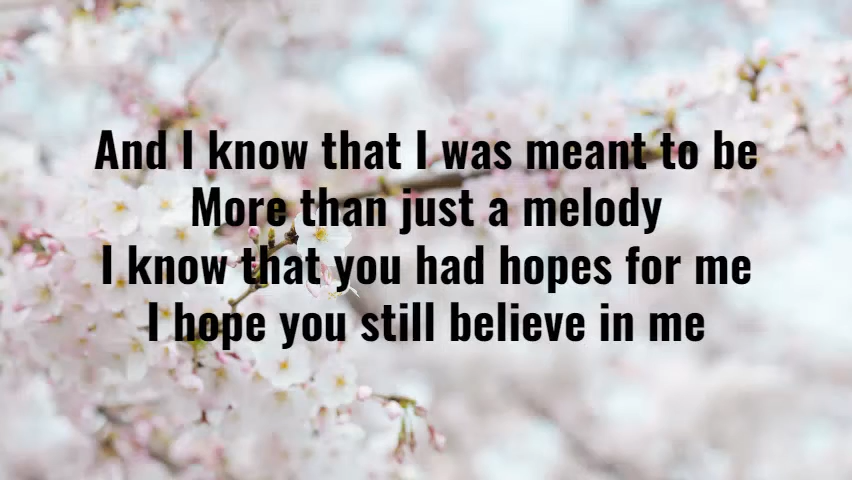 And I know that I was meant to be
More than just a melody
I know that you had hopes for me
I hope you still believe in me